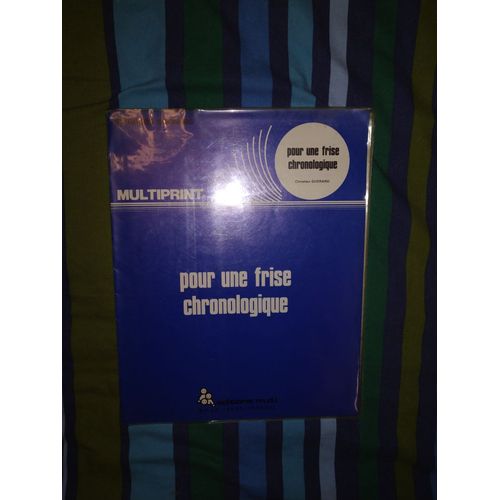 pour une frise
chronologique
MULTIPRINT
pour une frise
chronologique